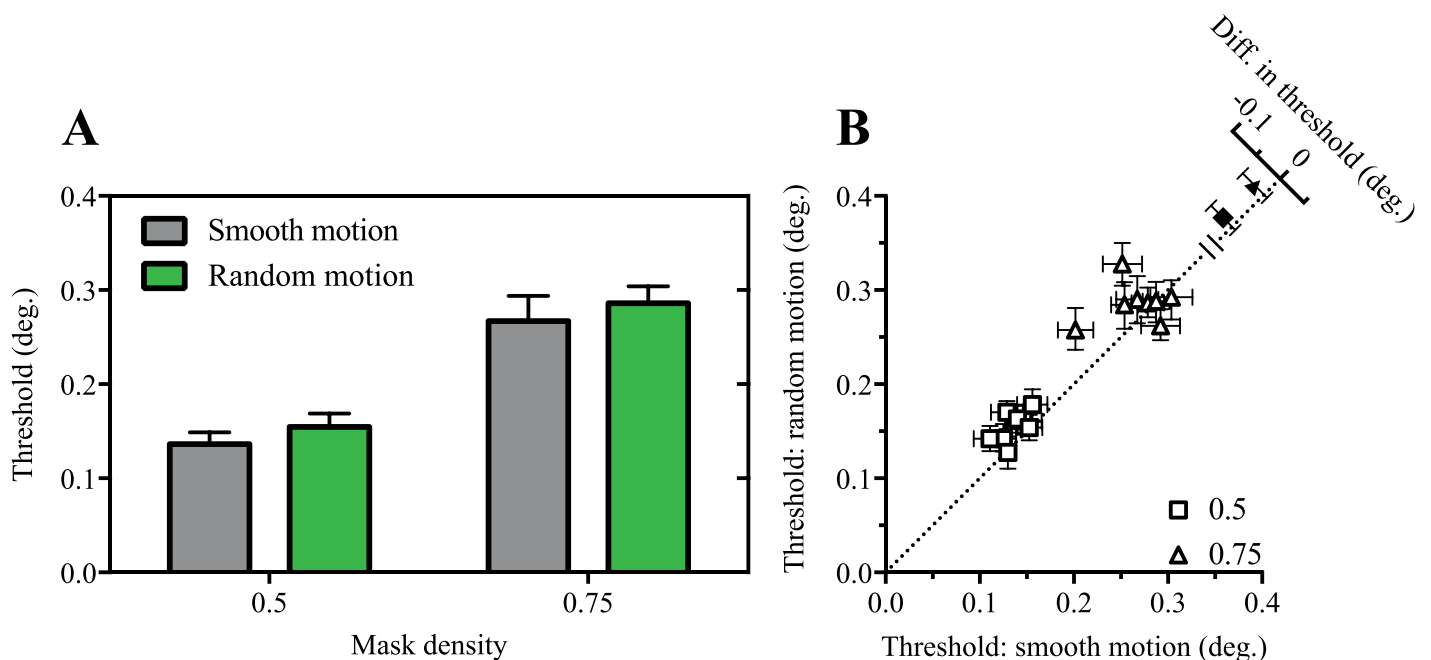 A
Threshold (deg.)
0.4
0.3
0.2
0.1
0.0
Smooth motion
Random motion
0.5
0.75
Mask density
B
Threshold: random motion (deg.)
0.4
0.3
0.2
0.1
0.0
Diff. in threshold (deg.)
-0.1
0
0.5
0.75
0.0
0.1
0.2
0.3
0.4
Threshold: smooth motion (deg.)